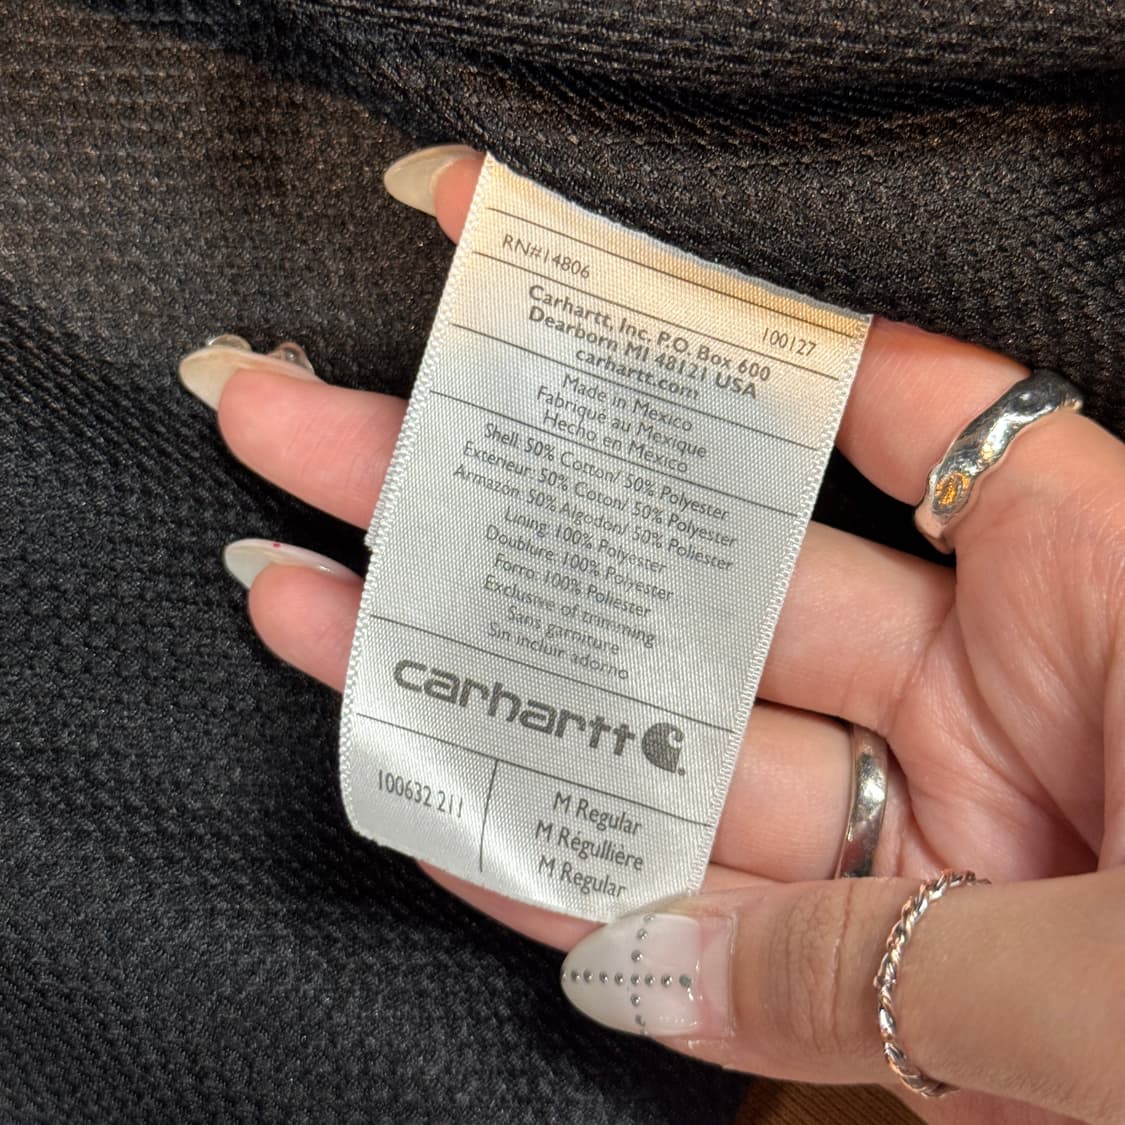 RN#14806
100127
Carhartt, Inc. P.O. Box 600
Dearborn MI 48121 USA
carhartt.com
Made in Mexico
Fabriqué au Mexique
Hecho en México
Shell: 50% Cotton/ 50% Polyester
Extérieur: 50% Coton/ 50% Polyester
Armazon: 50% Algodon/ 50% Poliester
Lining: 100% Polyester
Doublure: 100% Polyester
Forro: 100% Poliester
Exclusive of trimming
Sans garniture
Sin incluir adorno
carhartt
100632 211
M Regular
M Régullière
M Regular